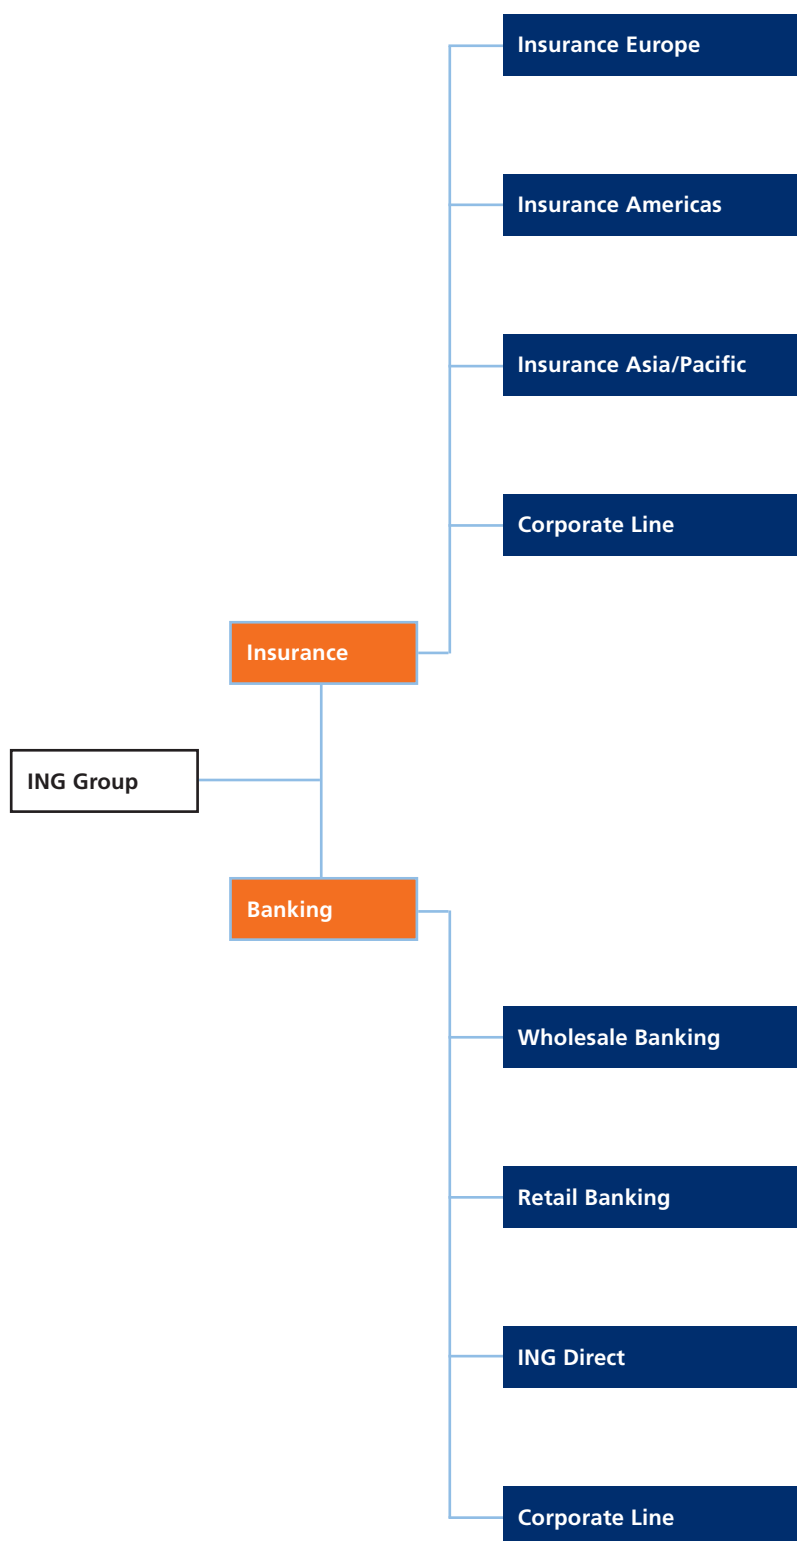 Insurance Europe
Insurance Americas
Insurance Asia/Pacific
Corporate Line
Insurance
ING Group
Banking
Wholesale Banking
Retail Banking
ING Direct
Corporate Line